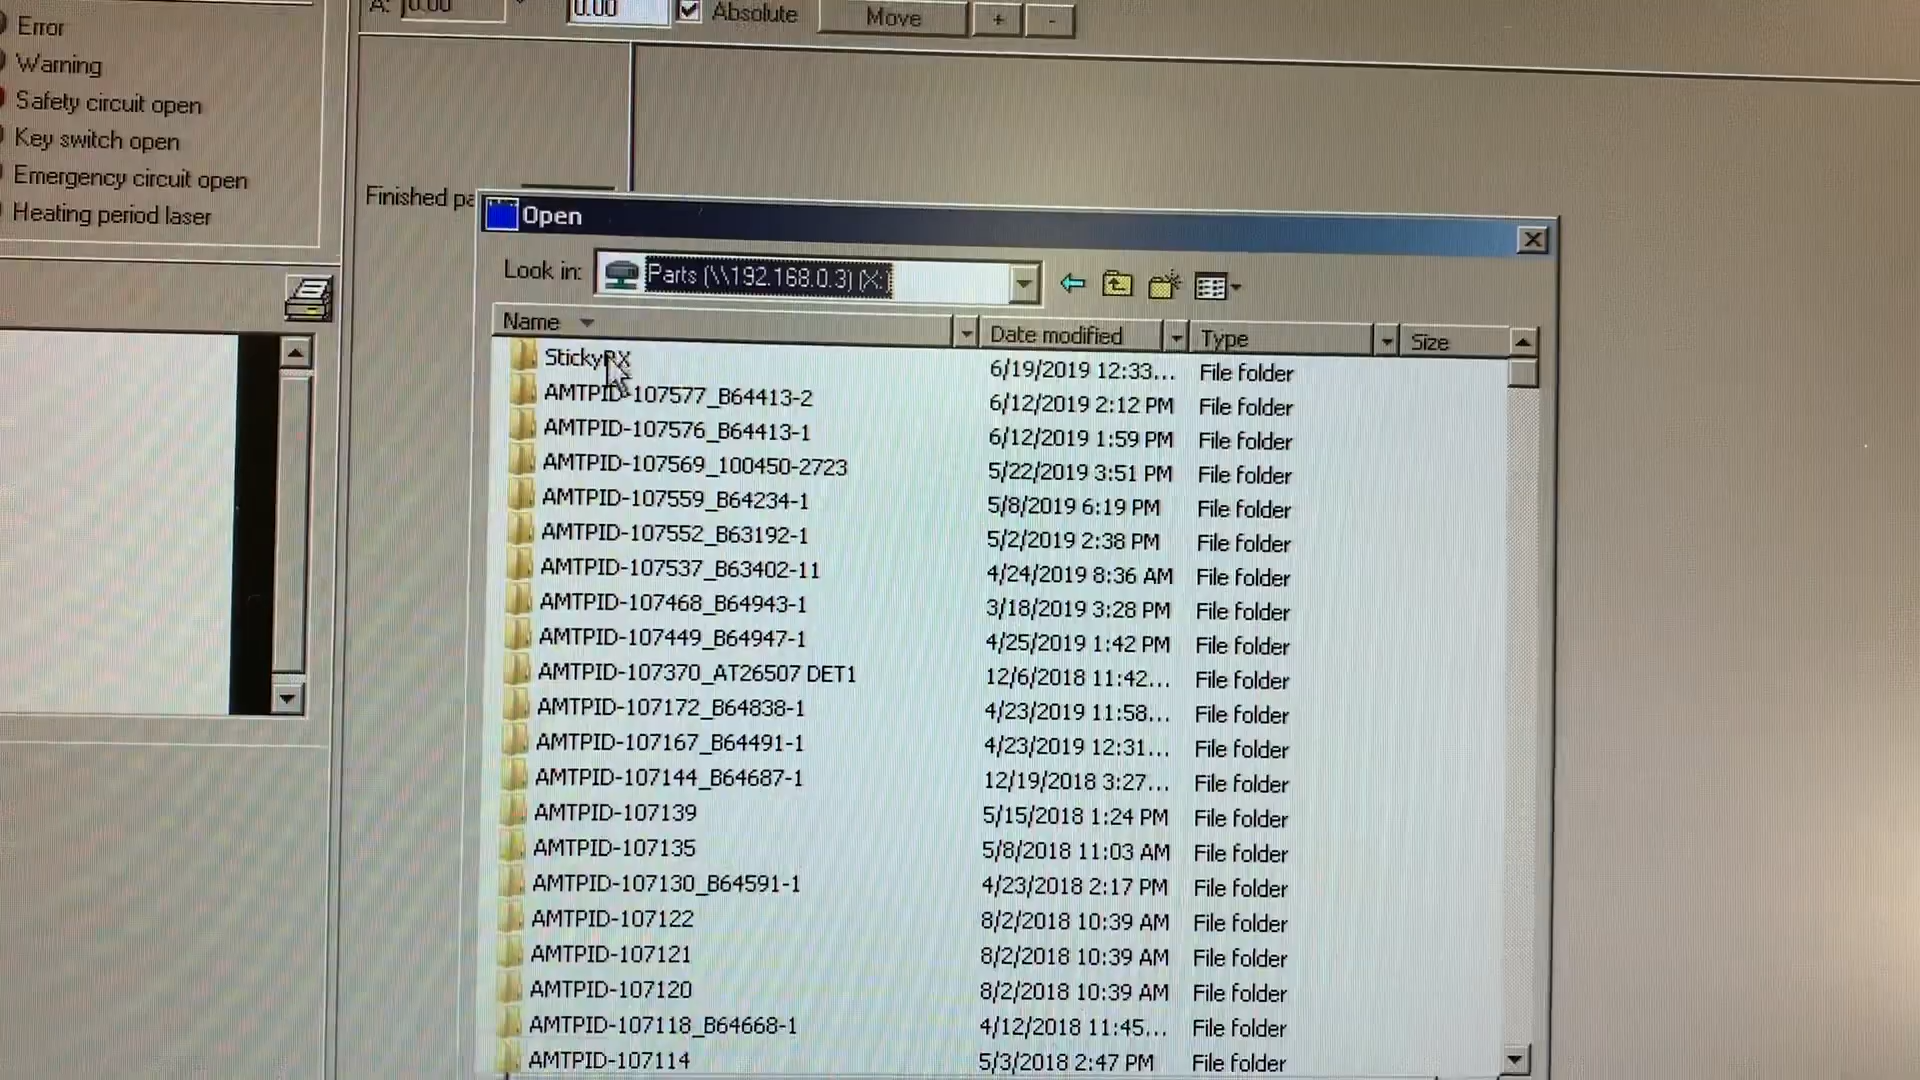 A: 0.00 0.00 Absolute Move + -
Error
Warning
Safety circuit open
Key switch open
Emergency circuit open
Heating period laser
Finished pa
Open
Look in: Parts (\\192.168.0.3) (X:)
Name Date modified Type Size
StickyRX 6/19/2019 12:33... File folder
AMTPID-107577_B64413-2 6/12/2019 2:12 PM File folder
AMTPID-107576_B64413-1 6/12/2019 1:59 PM File folder
AMTPID-107569_100450-2723 5/22/2019 3:51 PM File folder
AMTPID-107559_B64234-1 5/8/2019 6:19 PM File folder
AMTPID-107552_B63192-1 5/2/2019 2:38 PM File folder
AMTPID-107537_B63402-11 4/24/2019 8:36 AM File folder
AMTPID-107468_B64943-1 3/18/2019 3:28 PM File folder
AMTPID-107449_B64947-1 4/25/2019 1:42 PM File folder
AMTPID-107370_AT26507 DET1 12/6/2018 11:42... File folder
AMTPID-107172_B64838-1 4/23/2019 11:58... File folder
AMTPID-107167_B64491-1 4/23/2019 12:31... File folder
AMTPID-107144_B64687-1 12/19/2018 3:27... File folder
AMTPID-107139 5/15/2018 1:24 PM File folder
AMTPID-107135 5/8/2018 11:03 AM File folder
AMTPID-107130_B64591-1 4/23/2018 2:17 PM File folder
AMTPID-107122 8/2/2018 10:39 AM File folder
AMTPID-107121 8/2/2018 10:39 AM File folder
AMTPID-107120 8/2/2018 10:39 AM File folder
AMTPID-107118_B64668-1 4/12/2018 11:45... File folder
AMTPID-107114 5/3/2018 2:47 PM File folder